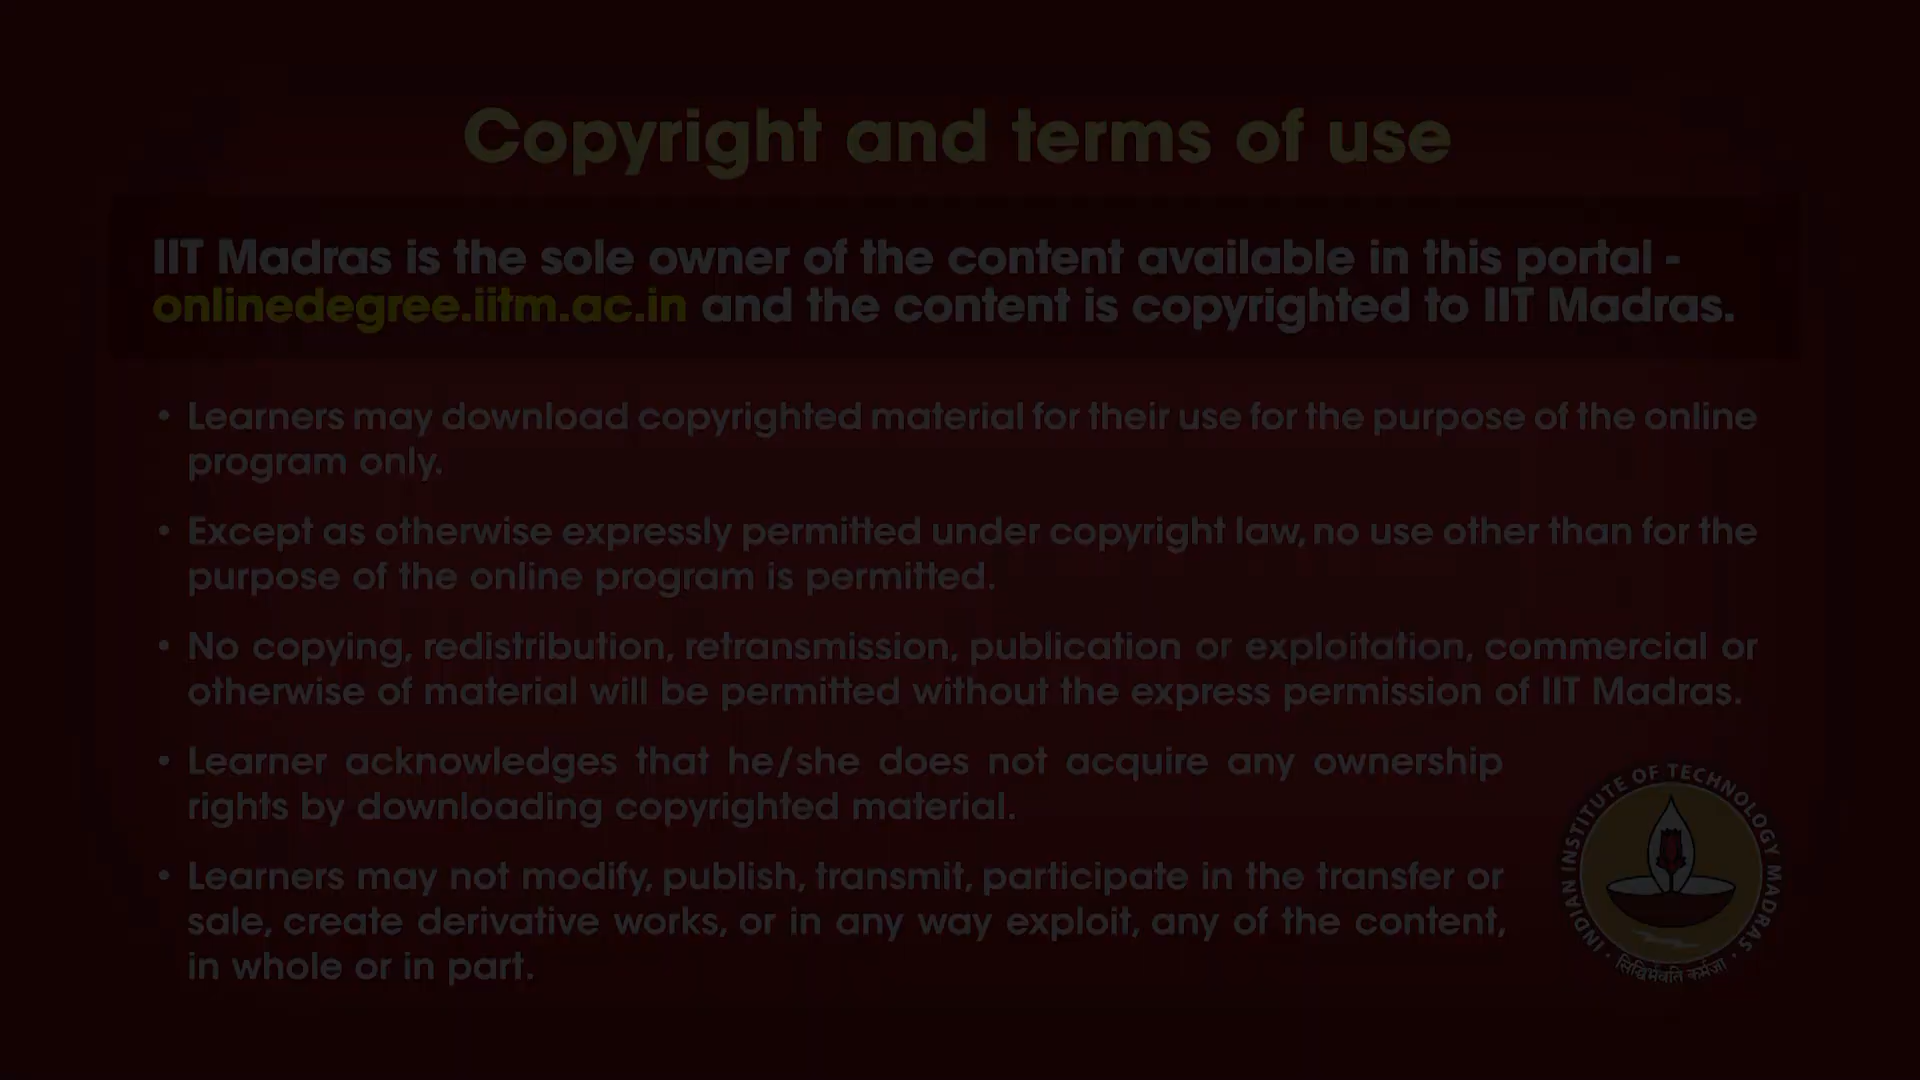 Copyright and terms of use
IIT Madras is the sole owner of the content available in this portal -
onlinedegree.iitm.ac.in and the content is copyrighted to IIT Madras.
• Learners may download copyrighted material for their use for the purpose of the online
program only.
• Except as otherwise expressly permitted under copyright law, no use other than for the
purpose of the online program is permitted.
• No copying, redistribution, retransmission, publication or exploitation, commercial or
otherwise of material will be permitted without the express permission of IIT Madras.
• Learner acknowledges that he/she does not acquire any ownership
rights by downloading copyrighted material.
• Learners may not modify, publish, transmit, participate in the transfer or
sale, create derivative works, or in any way exploit, any of the content,
in whole or in part.
INDIAN INSTITUTE OF TECHNOLOGY MADRAS
सिद्धिर्भवति कर्मजा